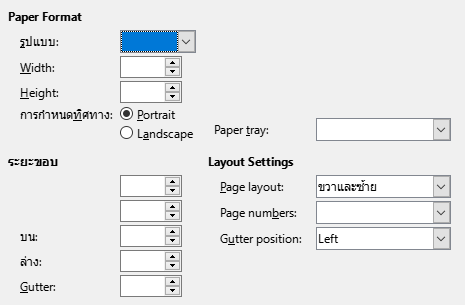 Paper Format
รูปแบบ:
Width:
Height:
การกำหนดทิศทาง: Portrait
Landscape Paper tray:
ระยะขอบ Layout Settings
Page layout: ขวาและซ้าย
Page numbers:
บน: Gutter position: Left
ล่าง:
Gutter: